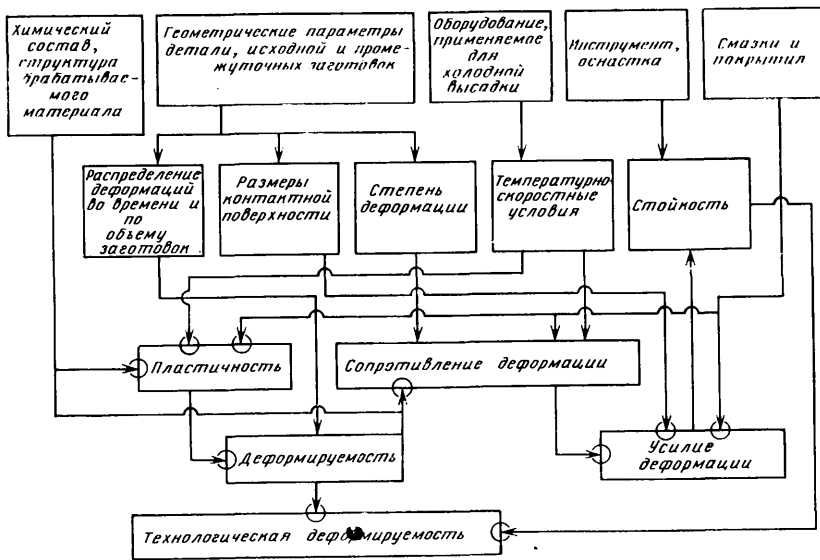 Химический
состав,
структура
обрабатывае-
мого
материала
Геометрические параметры
детали, исходной и проме-
жуточных заготовок
Оборудование,
применяемое
для
холодной
высадки
Инструмент,
оснастка
Смазки и
покрытия
Распределение
деформаций
во времени и
по
объему
заготовок
Размеры
контактной
поверхности
Степень
деформации
Температурно-
скоростные
условия
Стойкость
Пластичность
Сопротивление деформации
Деформируемость
Усилие
деформации
Технологическая деформируемость